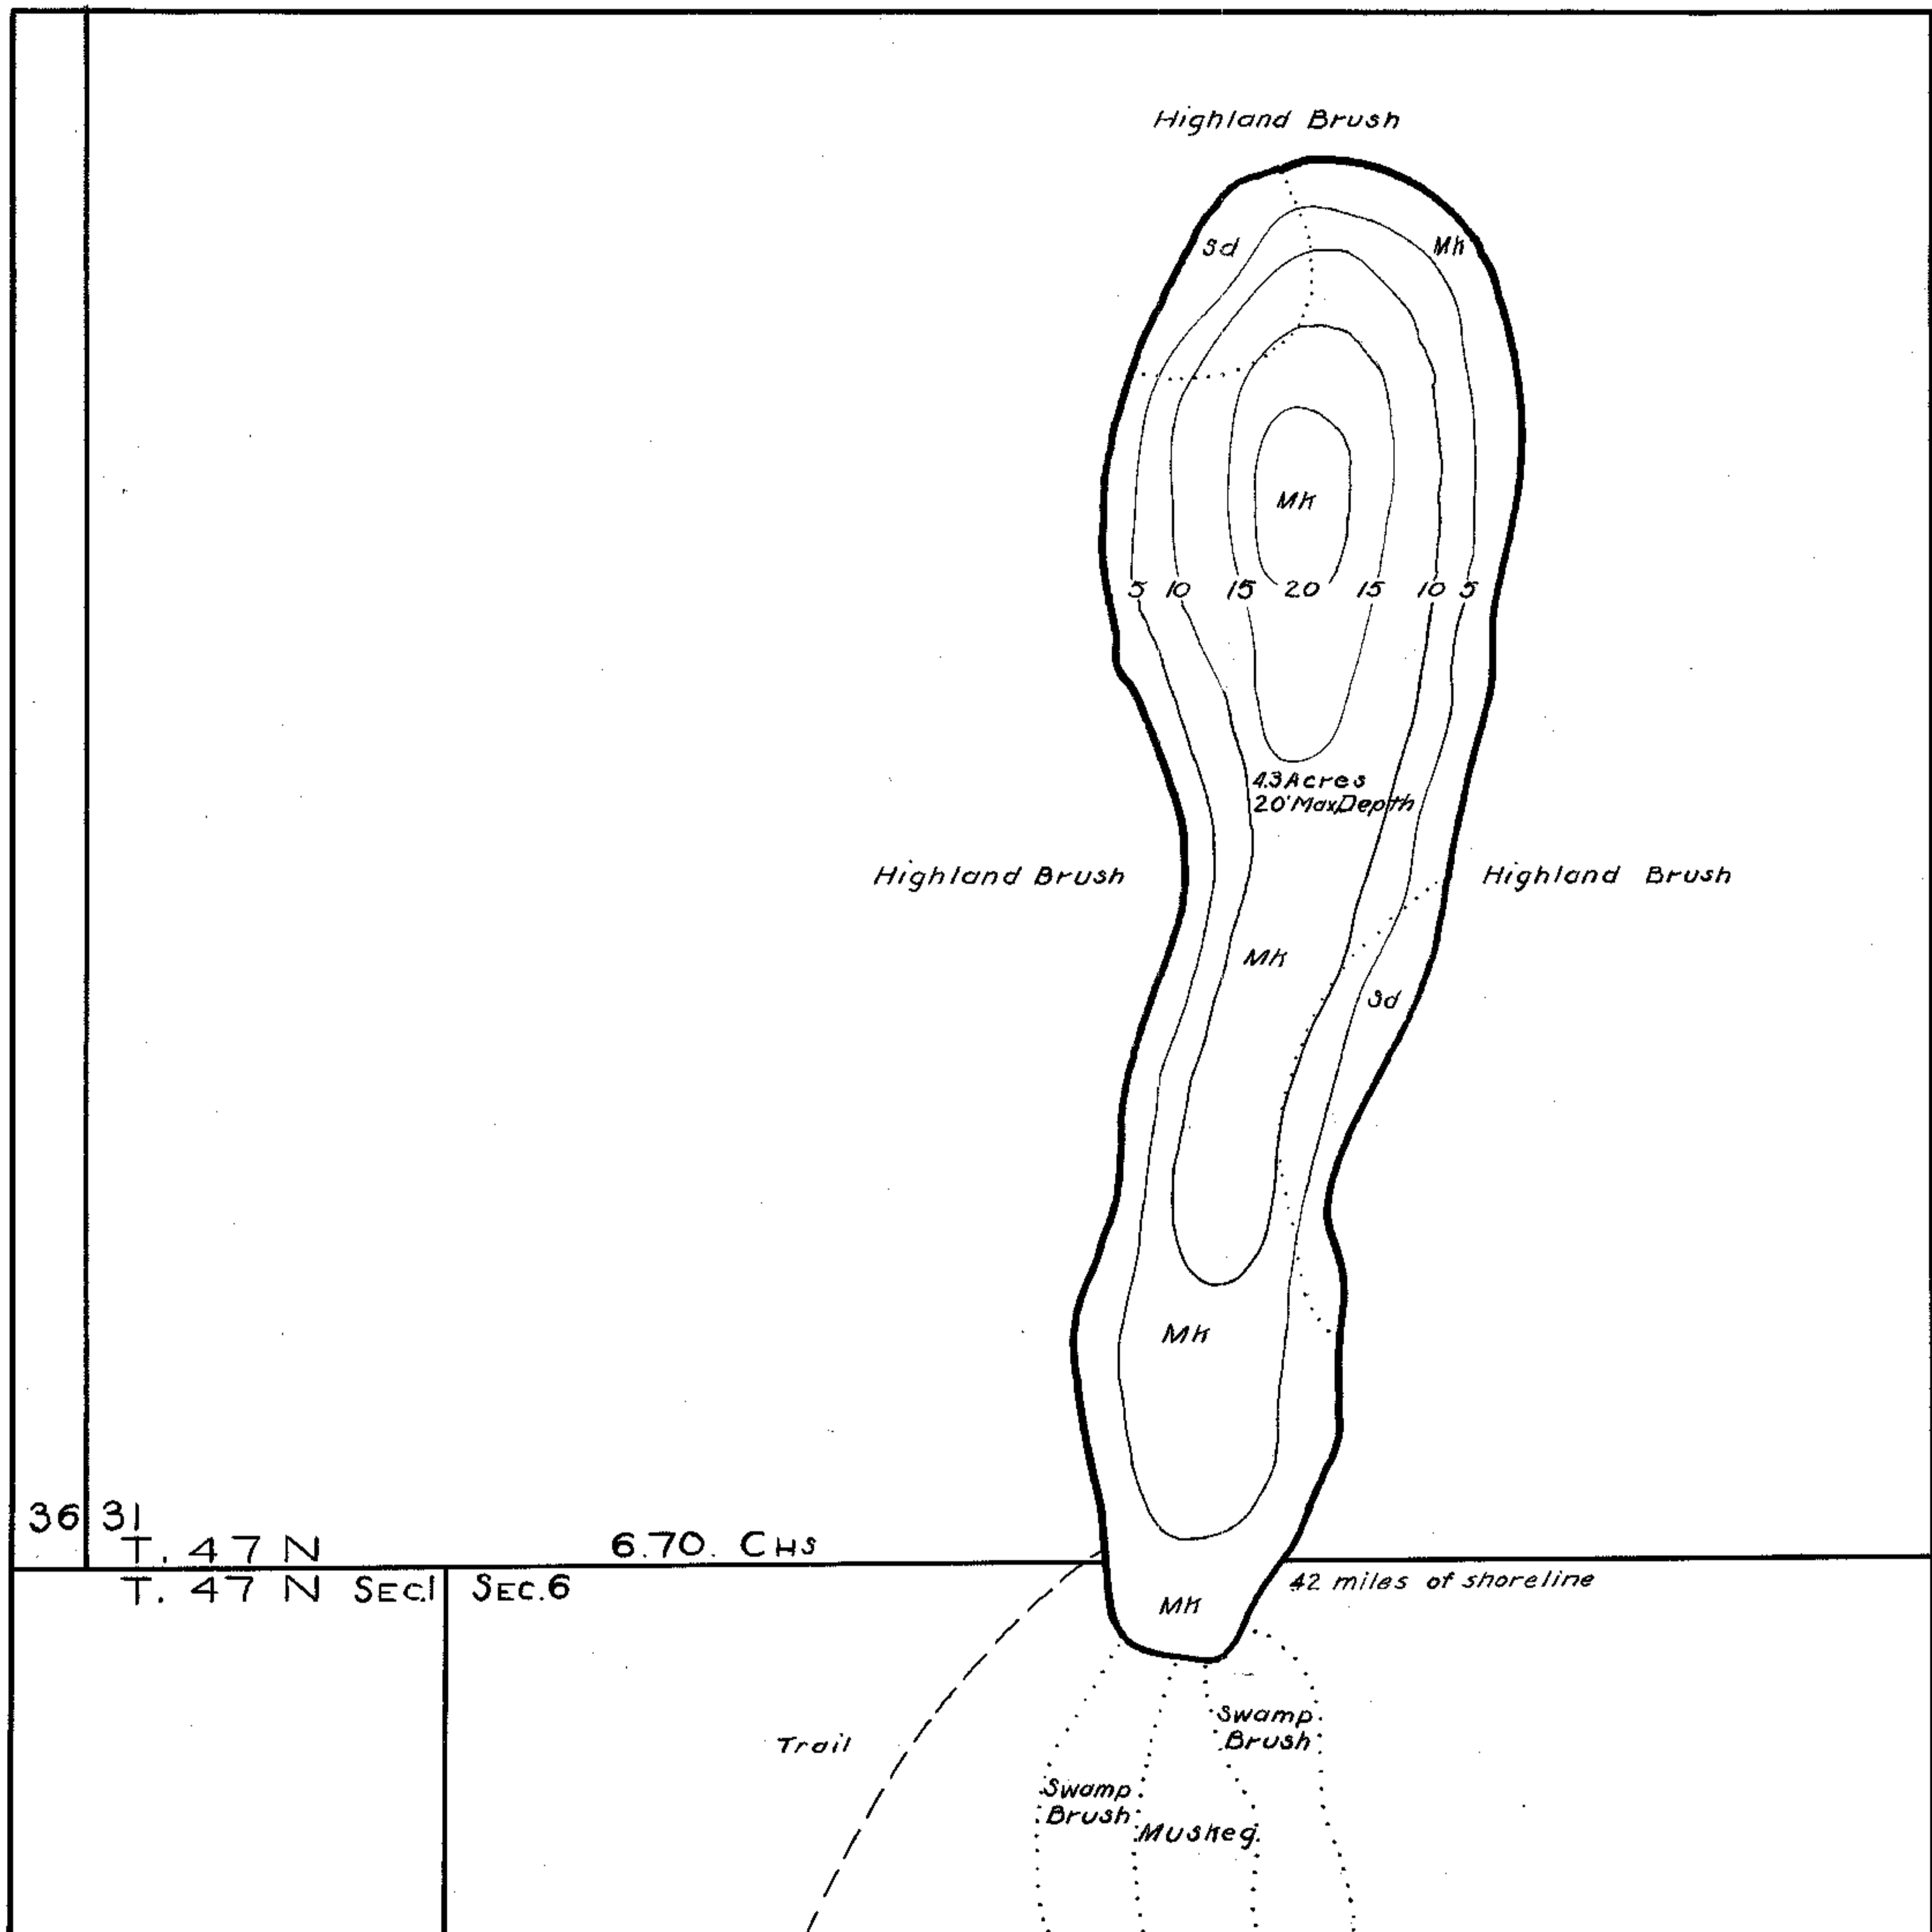 Highland Brush
Sd
Mk
Mk
5 10 15 20 15 10 5
4.3 Acres
20' Max. Depth
Highland Brush
Highland Brush
Mk
Sd
Mk
36 31
T. 47 N
6.70. CHS
T. 47 N SEC.1 SEC.6
.42 miles of shoreline
Mk
Swamp
Brush
Trail
Swamp
Brush
Muskeg